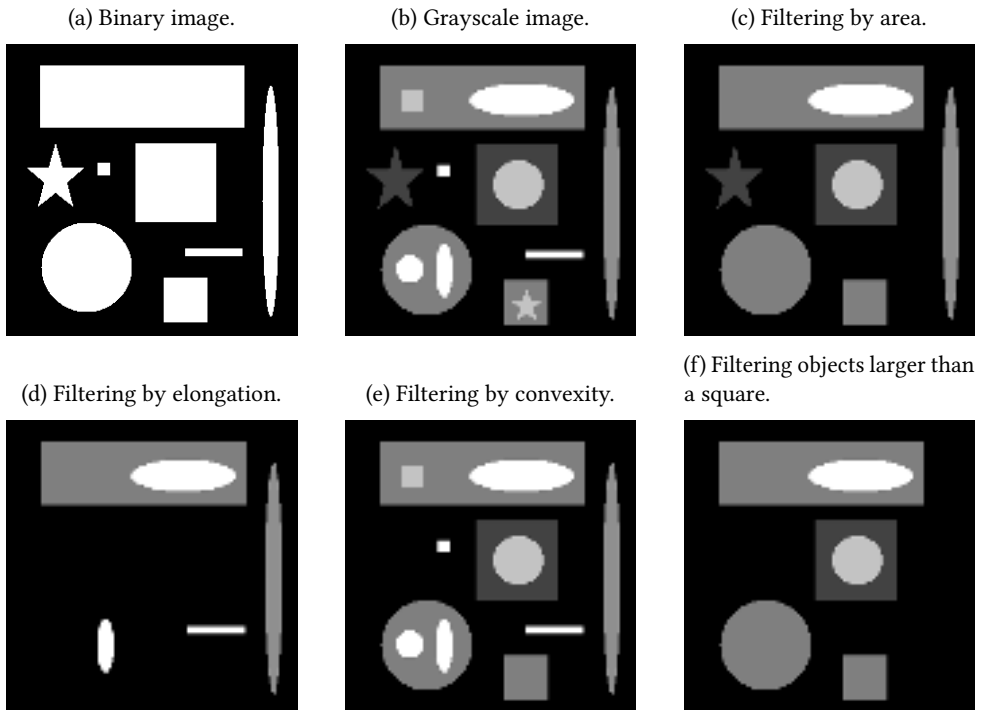 (a) Binary image.
(b) Grayscale image.
(c) Filtering by area.
(d) Filtering by elongation.
(e) Filtering by convexity.
(f) Filtering objects larger than
a square.